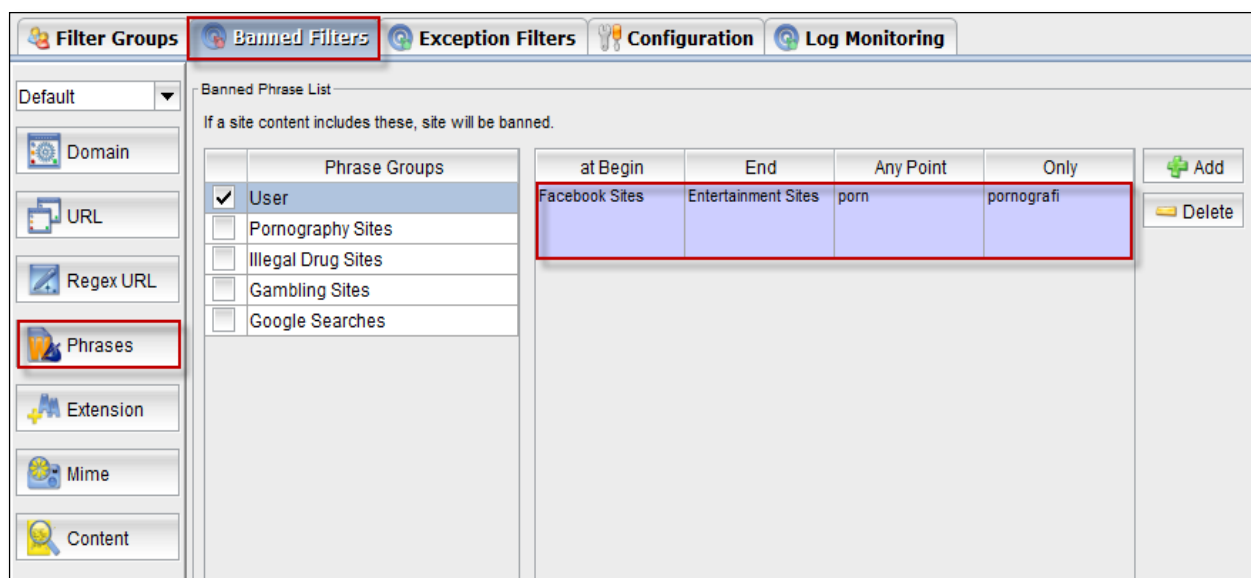 Filter Groups Banned Filters Exception Filters Configuration Log Monitoring
Default
Domain
URL
Regex URL
Phrases
Extension
Mime
Content
Banned Phrase List
If a site content includes these, site will be banned.
Phrase Groups
User
Pornography Sites
Illegal Drug Sites
Gambling Sites
Google Searches
at Begin End Any Point Only
Facebook Sites Entertainment Sites porn pornografi
Add
Delete